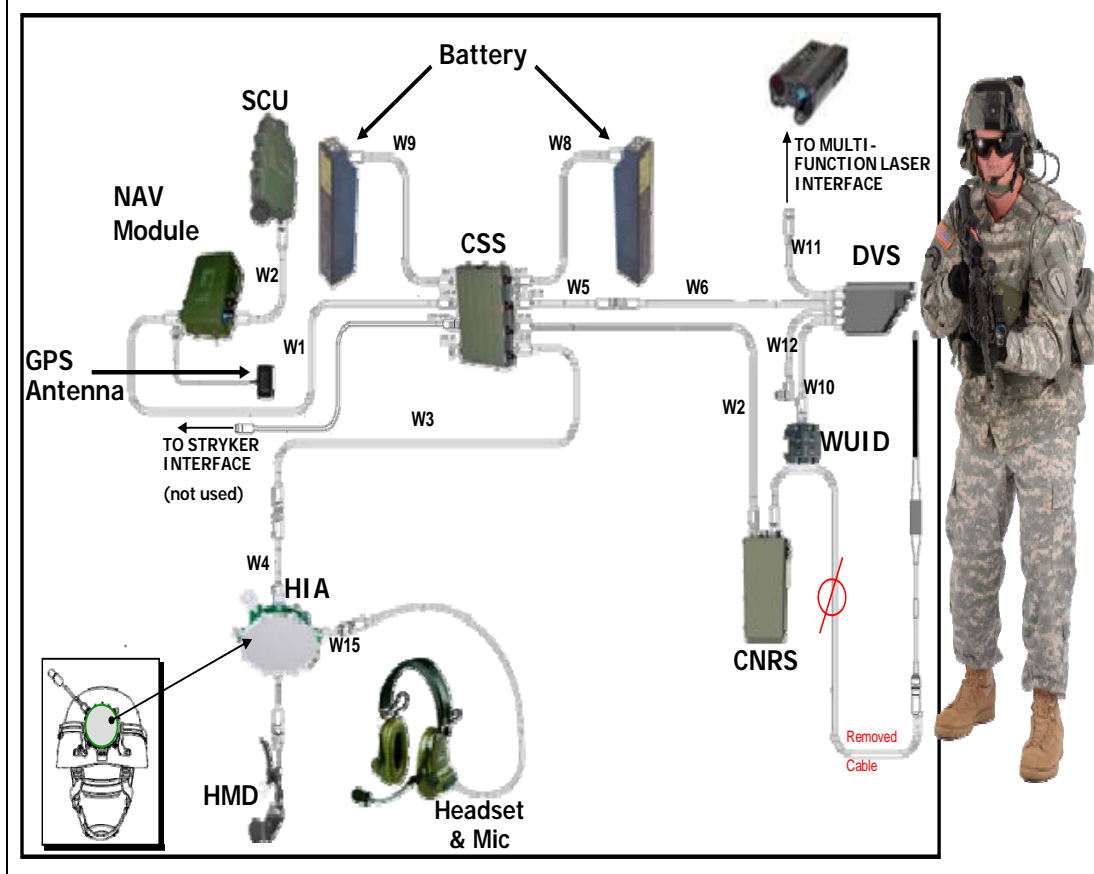 Battery
SCU
W9
W8
TO MULTI -
FUNCTION LASER
INTERFACE
NAV
Module
CSS
W11
DVS
W2
W5
W6
W1
W12
GPS
Antenna
W10
W3
W2
TO STRYKER
INTERFACE
(not used)
WUID
W4
HIA
W15
CNRS
Removed
Cable
HMD
Headset
& Mic